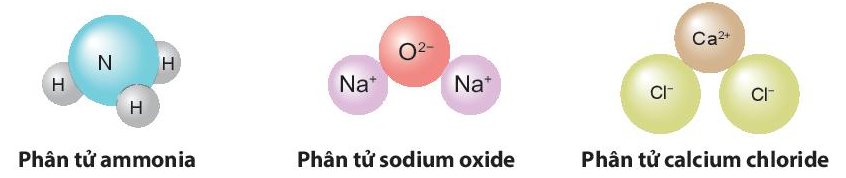 N
H
H
H
Phân tử ammonia
O²⁻
Na⁺
Na⁺
Phân tử sodium oxide
Ca²⁺
Cl⁻
Cl⁻
Phân tử calcium chloride